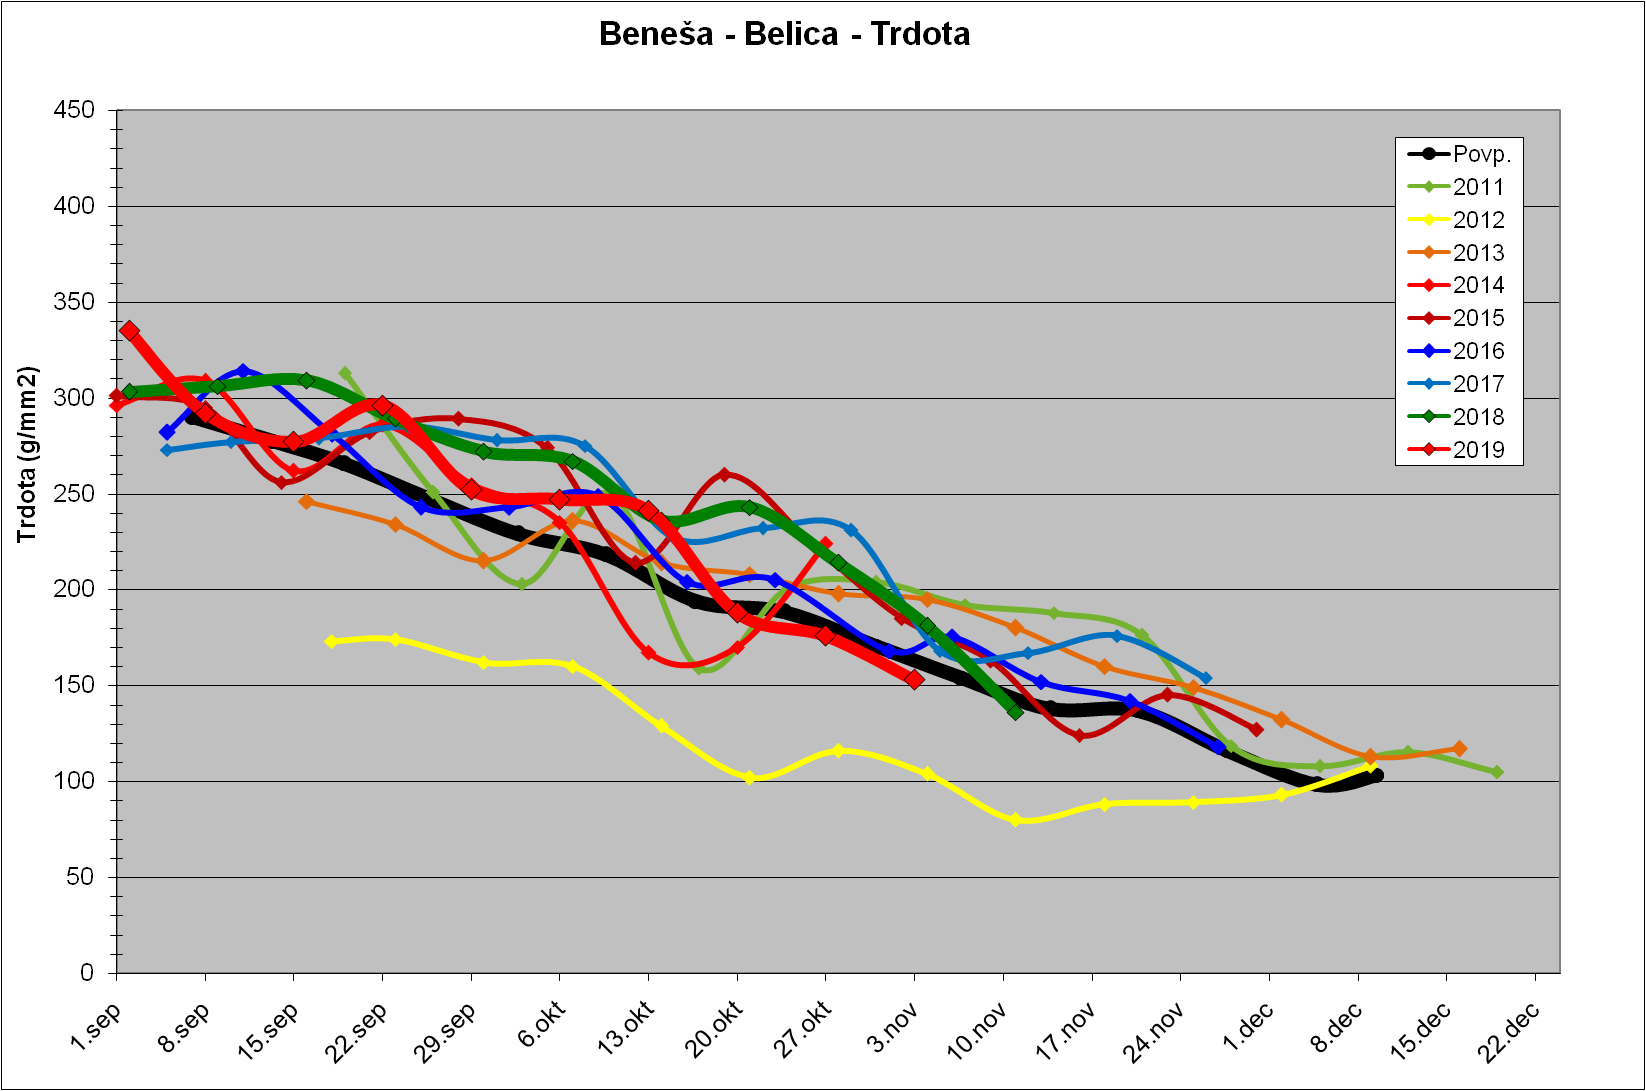 Beneša - Belica - Trdota
Trdota (g/mm2)
450
400
350
300
250
200
150
100
50
0
1.sep
8.sep
15.sep
22.sep
29.sep
6.okt
13.okt
20.okt
27.okt
3.nov
10.nov
17.nov
24.nov
1.dec
8.dec
15.dec
22.dec
Povp.
2011
2012
2013
2014
2015
2016
2017
2018
2019